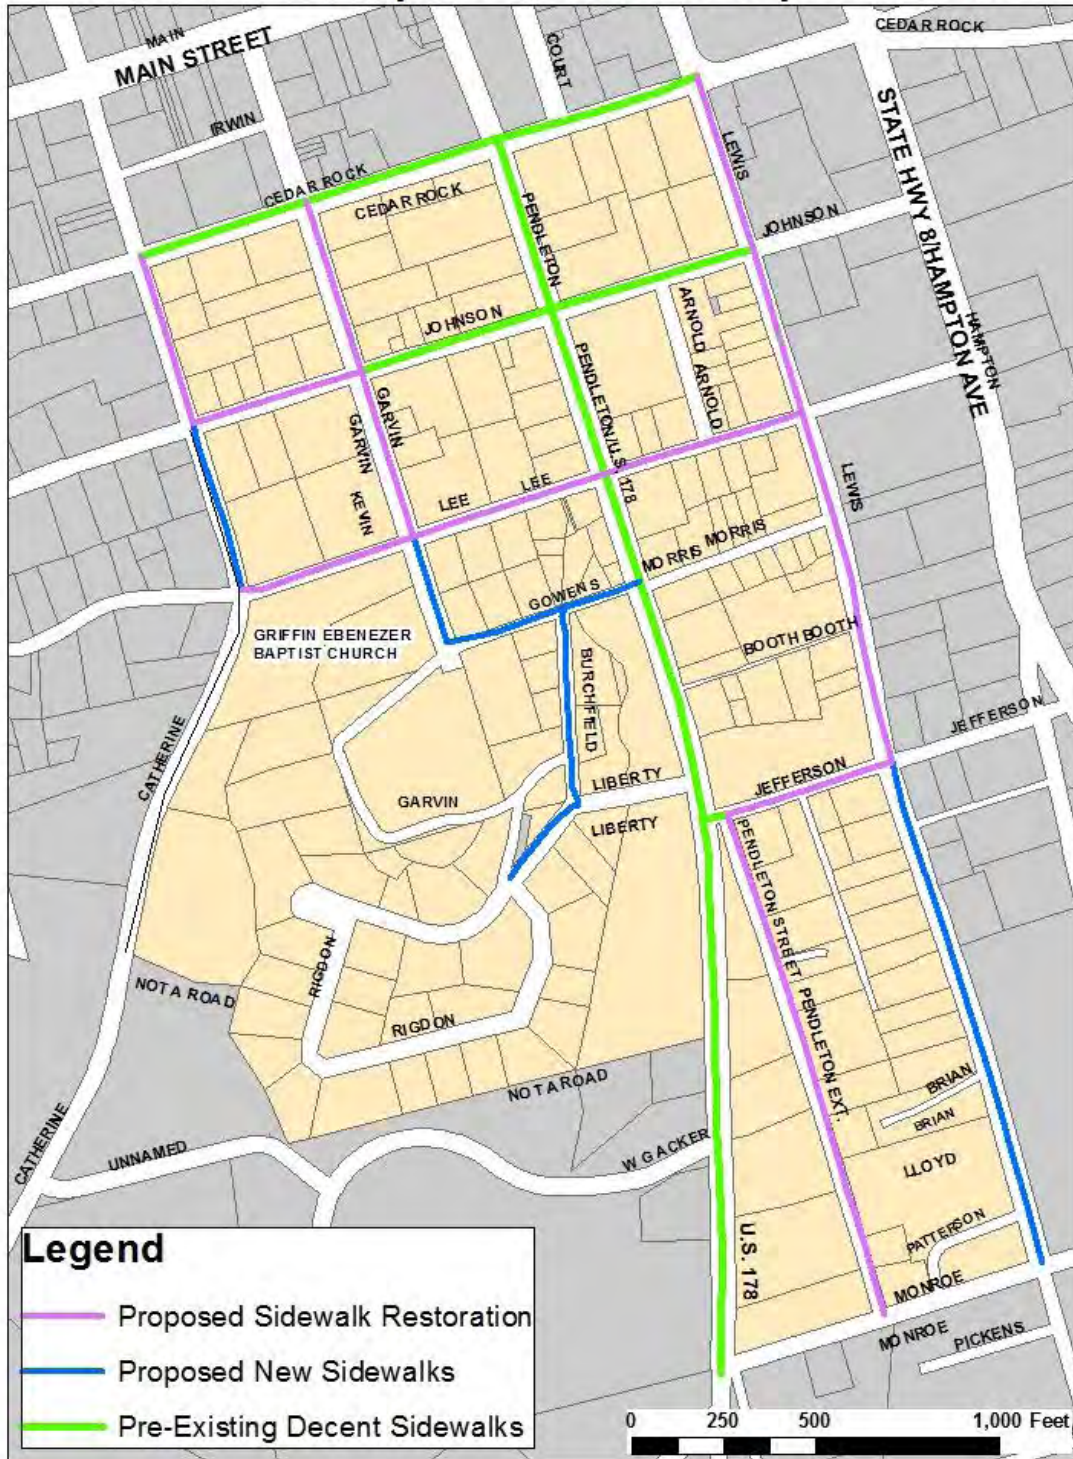 MAIN
MAIN STREET
COURT
CEDAR ROCK
IRWIN
STATE HWY 8/HAMPTON AVE
HAMPTON
CEDAR ROCK
CEDAR ROCK
LEWIS
PENDLETON
JOHNSON
JOHNSON
ARNOLD ARNOLD
PENDLETON/U.S. 178
GARVIN
GARVIN
KEVIN
LEE
LEE
LEWIS
MORRIS MORRIS
GOWENS
GRIFFIN EBENEZER
BAPTIST CHURCH
BOOTH BOOTH
BURCHFIELD
CATHERINE
JEFFERSON
JEFFERSON
LIBERTY
LIBERTY
GARVIN
PENDLETON STREET
PENDLETON EXT.
RIGDON
NOT A ROAD
RIGDON
NOT A ROAD
BRIAN
BRIAN
CATHERINE
UNNAMED
W G ACKER
LLOYD
PATTERSON
U.S. 178
MONROE
MONROE
PICKENS
Legend
Proposed Sidewalk Restoration
Proposed New Sidewalks
Pre-Existing Decent Sidewalks
0 250 500 1,000 Feet